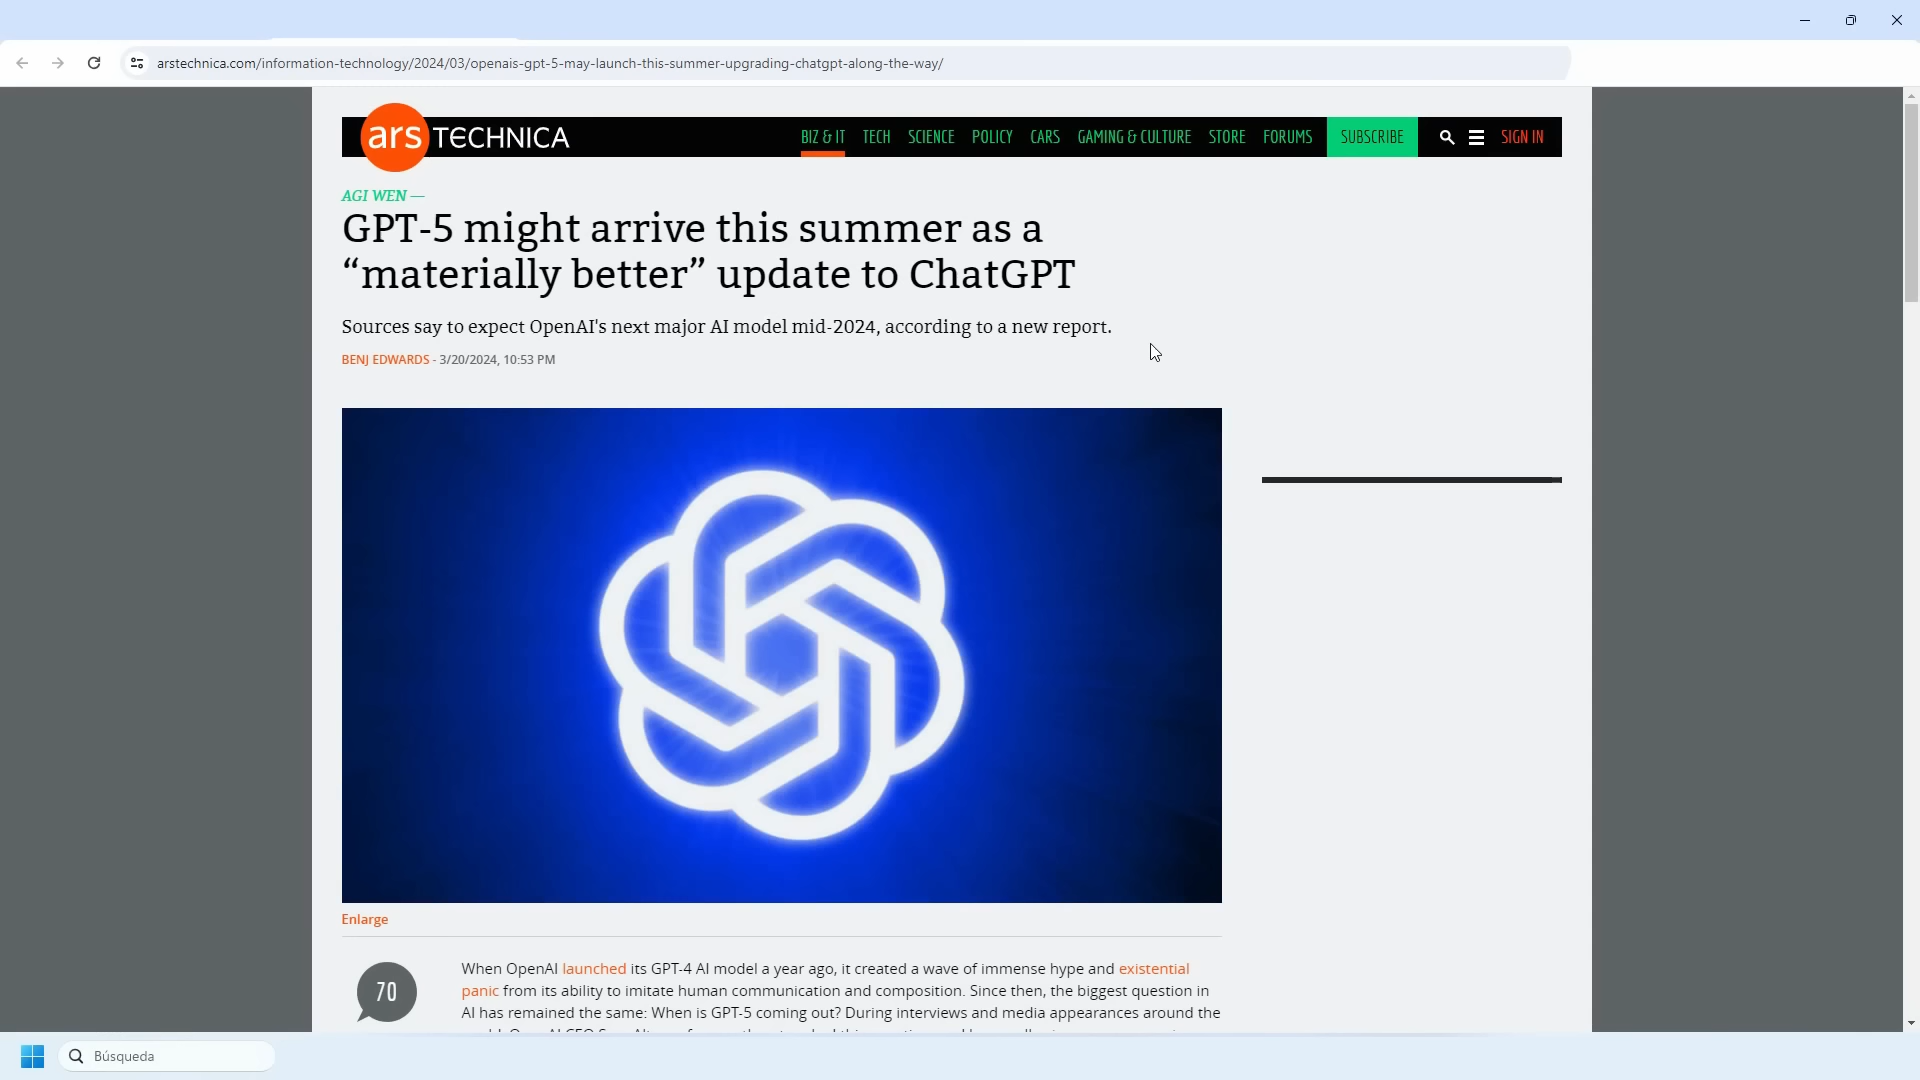 arstechnica.com/information-technology/2024/03/openais-gpt-5-may-launch-this-summer-upgrading-chatgpt-along-the-way/
ars TECHNICA
BIZ & IT TECH SCIENCE POLICY CARS GAMING & CULTURE STORE FORUMS SUBSCRIBE SIGN IN
AGI WEN —
GPT-5 might arrive this summer as a
“materially better” update to ChatGPT
Sources say to expect OpenAI's next major AI model mid-2024, according to a new report.
BENJ EDWARDS - 3/20/2024, 10:53 PM
Enlarge
70
When OpenAI launched its GPT-4 AI model a year ago, it created a wave of immense hype and existential
panic from its ability to imitate human communication and composition. Since then, the biggest question in
AI has remained the same: When is GPT-5 coming out? During interviews and media appearances around the
Búsqueda